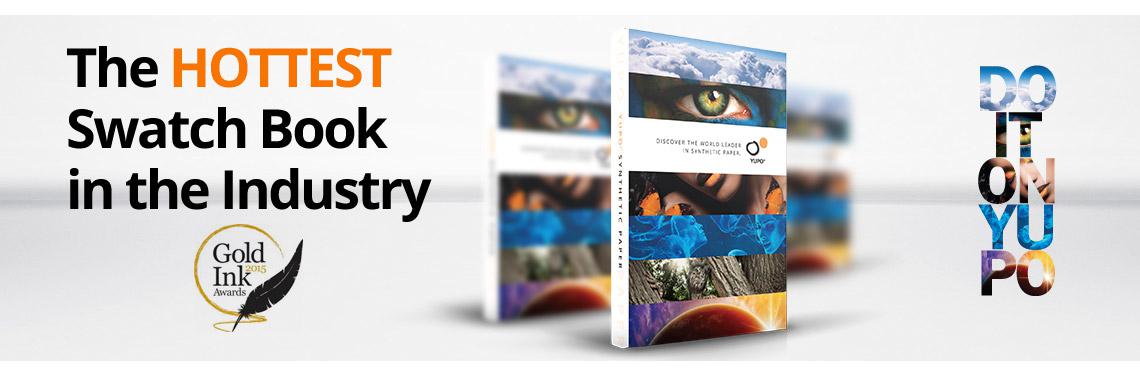 The HOTTEST
Swatch Book
in the Industry
Gold
2015
Ink
Awards
YUPO SYNTHETIC PAPER
DISCOVER THE WORLD LEADER
IN SYNTHETIC PAPER.
YUPO
DO
IT
ON
YU
PO